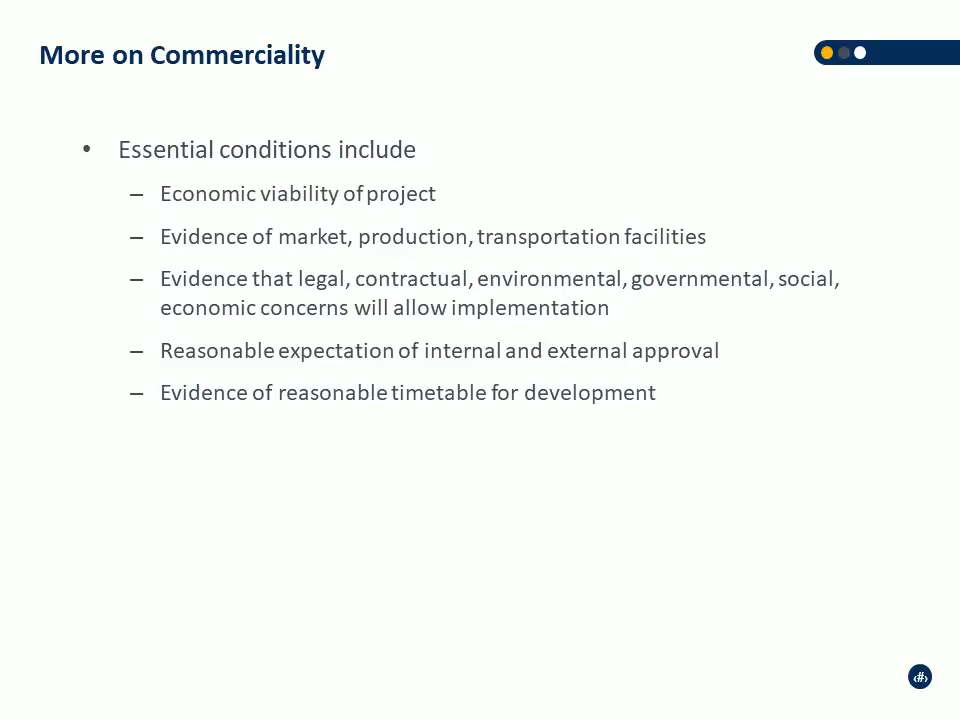 More on Commerciality
• Essential conditions include
– Economic viability of project
– Evidence of market, production, transportation facilities
– Evidence that legal, contractual, environmental, governmental, social,
economic concerns will allow implementation
– Reasonable expectation of internal and external approval
– Evidence of reasonable timetable for development
‹#›